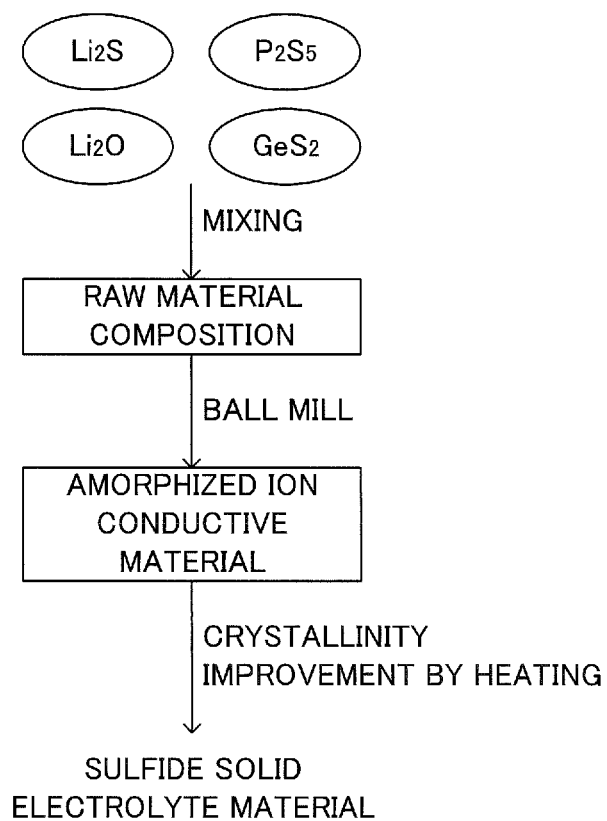 Li2S P2S5
Li2O GeS2
MIXING
RAW MATERIAL
COMPOSITION
BALL MILL
AMORPHIZED ION
CONDUCTIVE
MATERIAL
CRYSTALLINITY
IMPROVEMENT BY HEATING
SULFIDE SOLID
ELECTROLYTE MATERIAL